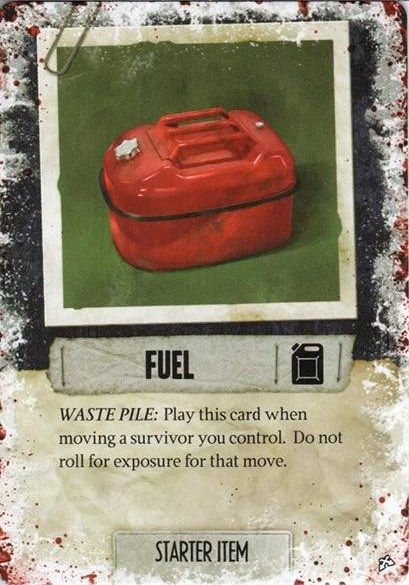 FUEL
WASTE PILE: Play this card when
moving a survivor you control. Do not
roll for exposure for that move.
STARTER ITEM